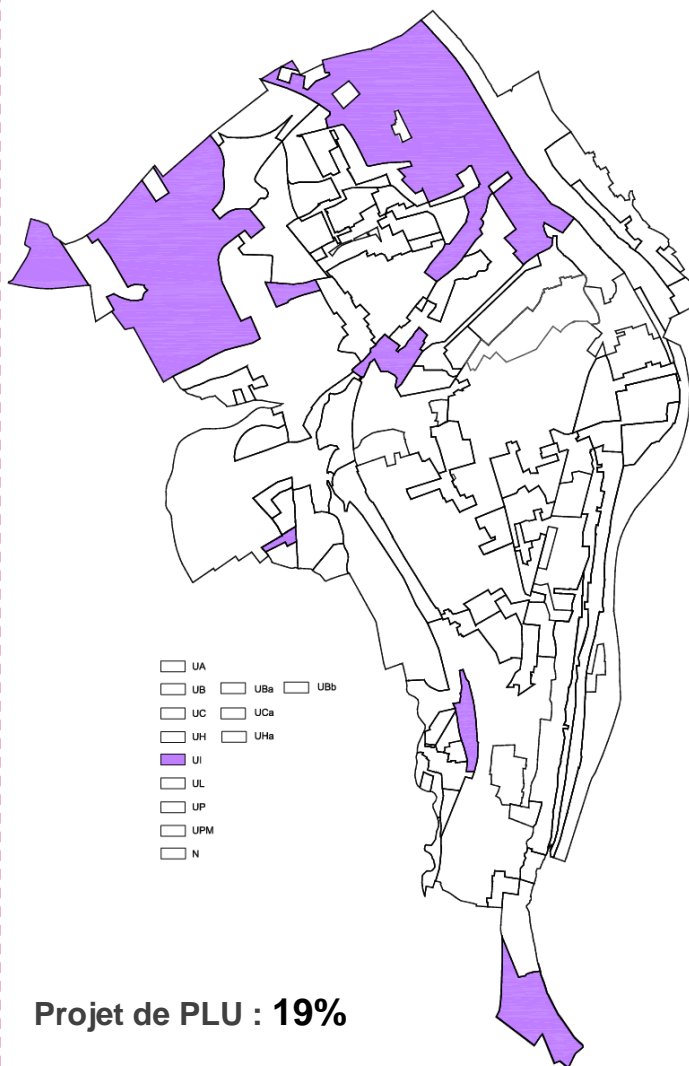 UA
UB UBa UBb
UC UCa
UH UHa
UI
UL
UP
UPM
N
Projet de PLU : 19%